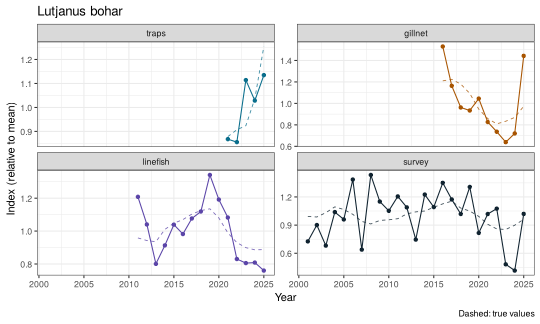 Lutjanus bohar
traps
gillnet
1.2
1.1
1.0
0.9
1.4
1.2
1.0
0.8
0.6
linefish
survey
1.2
1.0
0.8
1.2
0.9
0.6
Index (relative to mean)
2000 2005 2010 2015 2020 2025
2000 2005 2010 2015 2020 2025
Year
Dashed: true values